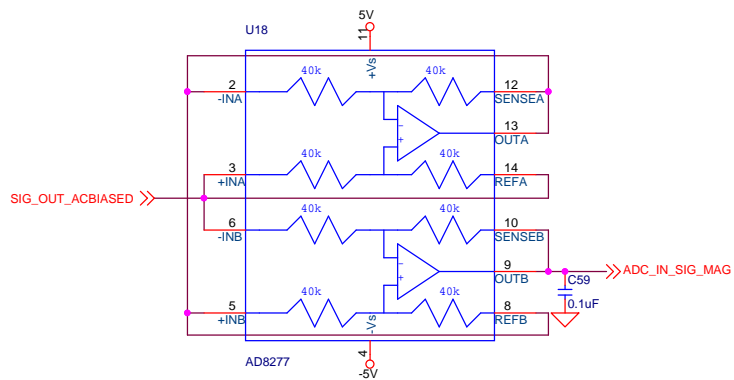 5V
U18
11
+Vs
40k
40k
2
-INA
12
SENSEA
13
OUTA
40k
40k
3
+INA
14
REFA
SIG_OUT_ACBIASED
40k
40k
6
-INB
10
SENSEB
9
OUTB
ADC_IN_SIG_MAG
C59
0.1uF
40k
40k
5
+INB
8
REFB
-Vs
4
AD8277
-5V